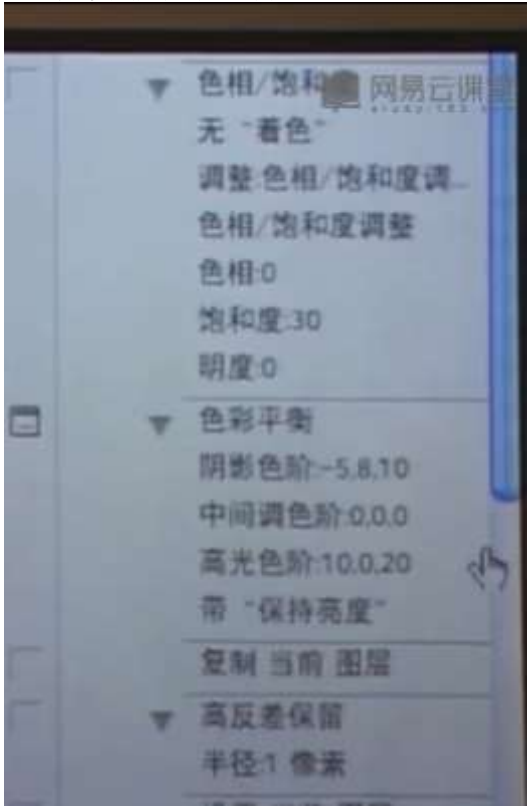 色相/饱和
网易云课堂
无 "着色"
调整:色相/饱和度调...
色相/饱和度调整
色相:0
饱和度:30
明度:0
色彩平衡
阴影色阶:-5,8,10
中间调色阶:0,0,0
高光色阶:10,0,20
带 "保持亮度"
复制 当前 图层
高反差保留
半径:1 像素